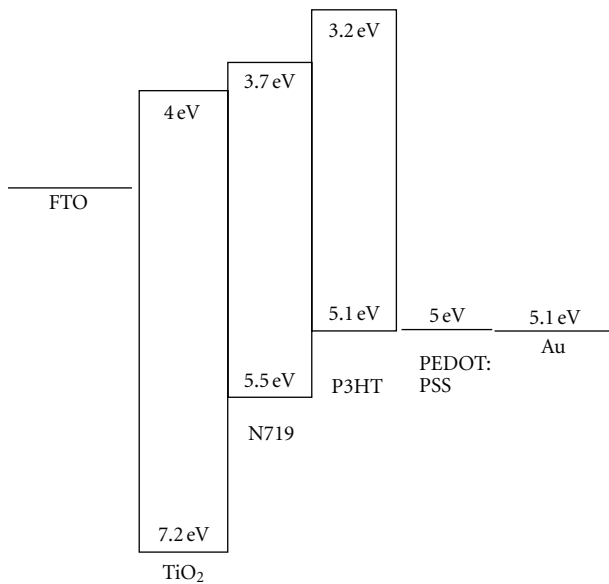 3.2 eV
3.7 eV
4 eV
FTO
5.1 eV
5 eV
5.1 eV
Au
PEDOT:
PSS
P3HT
5.5 eV
N719
7.2 eV
TiO₂